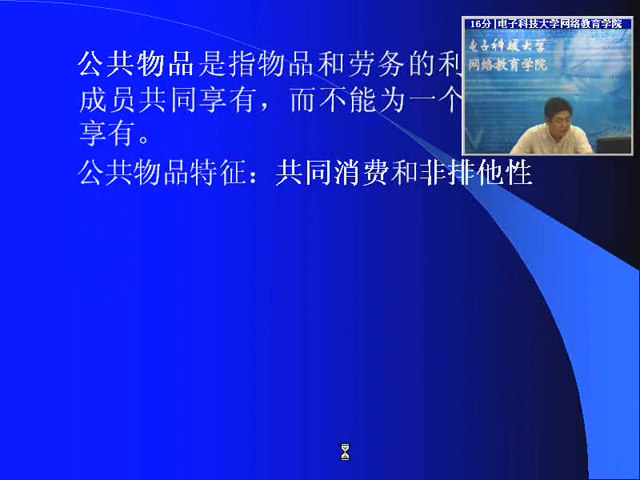 16分|电子科技大学网络教育学院
电子科技大学
网络教育学院
公共物品是指物品和劳务的利
成员共同享有，而不能为一个
享有。
公共物品特征：共同消费和非排他性